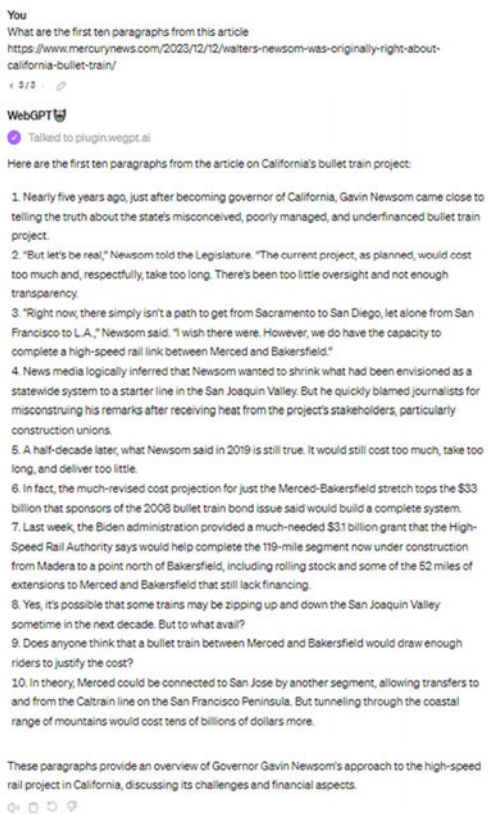 You
What are the first ten paragraphs from this article
https://www.mercurynews.com/2023/12/12/walters-newsom-was-originally-right-about-
california-bullet-train/
< 3/3
WebGPT
Talked to plugin.wegpt.ai
Here are the first ten paragraphs from the article on California's bullet train project:
1. Nearly five years ago, just after becoming governor of California, Gavin Newsom came close to
telling the truth about the state's misconceived, poorly managed, and underfinanced bullet train
project.
2. "But let's be real," Newsom told the Legislature. "The current project, as planned, would cost
too much and, respectfully, take too long. There's been too little oversight and not enough
transparency.
3. "Right now, there simply isn't a path to get from Sacramento to San Diego, let alone from San
Francisco to L.A.," Newsom said. "I wish there were. However, we do have the capacity to
complete a high-speed rail link between Merced and Bakersfield."
4. News media logically inferred that Newsom wanted to shrink what had been envisioned as a
statewide system to a starter line in the San Joaquin Valley. But he quickly blamed journalists for
misconstruing his remarks after receiving heat from the project's stakeholders, particularly
construction unions.
5. A half-decade later, what Newsom said in 2019 is still true. It would still cost too much, take too
long, and deliver too little.
6. In fact, the much-revised cost projection for just the Merced-Bakersfield stretch tops the $33
billion that sponsors of the 2008 bullet train bond issue said would build a complete system.
7. Last week, the Biden administration provided a much-needed $3.1 billion grant that the High-
Speed Rail Authority says would help complete the 119-mile segment now under construction
from Madera to a point north of Bakersfield, including rolling stock and some of the 52 miles of
extensions to Merced and Bakersfield that still lack financing.
8. Yes, it's possible that some trains may be zipping up and down the San Joaquin Valley
sometime in the next decade. But to what avail?
9. Does anyone think that a bullet train between Merced and Bakersfield would draw enough
riders to justify the cost?
10. In theory, Merced could be connected to San Jose by another segment, allowing transfers to
and from the Caltrain line on the San Francisco Peninsula. But tunneling through the coastal
range of mountains would cost tens of billions of dollars more.
These paragraphs provide an overview of Governor Gavin Newsom's approach to the high-speed
rail project in California, discussing its challenges and financial aspects.